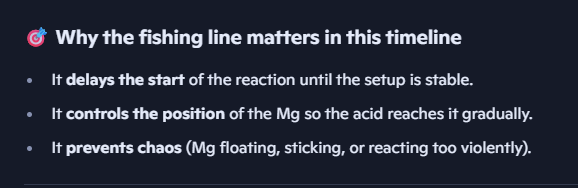 🎯 Why the fishing line matters in this timeline
• It delays the start of the reaction until the setup is stable.
• It controls the position of the Mg so the acid reaches it gradually.
• It prevents chaos (Mg floating, sticking, or reacting too violently).